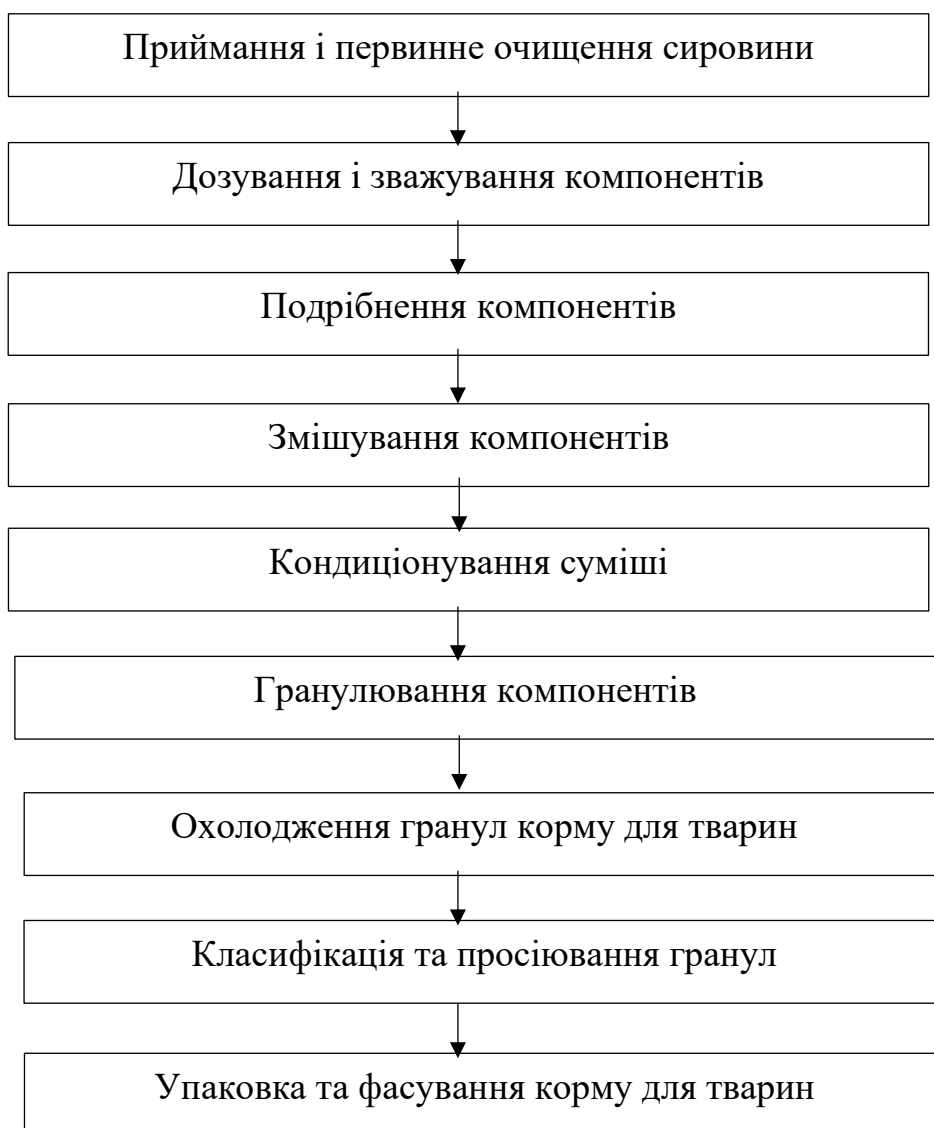 Приймання і первинне очищення сировини
Дозування і зважування компонентів
Подрібнення компонентів
Змішування компонентів
Кондиціонування суміші
Гранулювання компонентів
Охолодження гранул корму для тварин
Класифікація та просіювання гранул
Упаковка та фасування корму для тварин